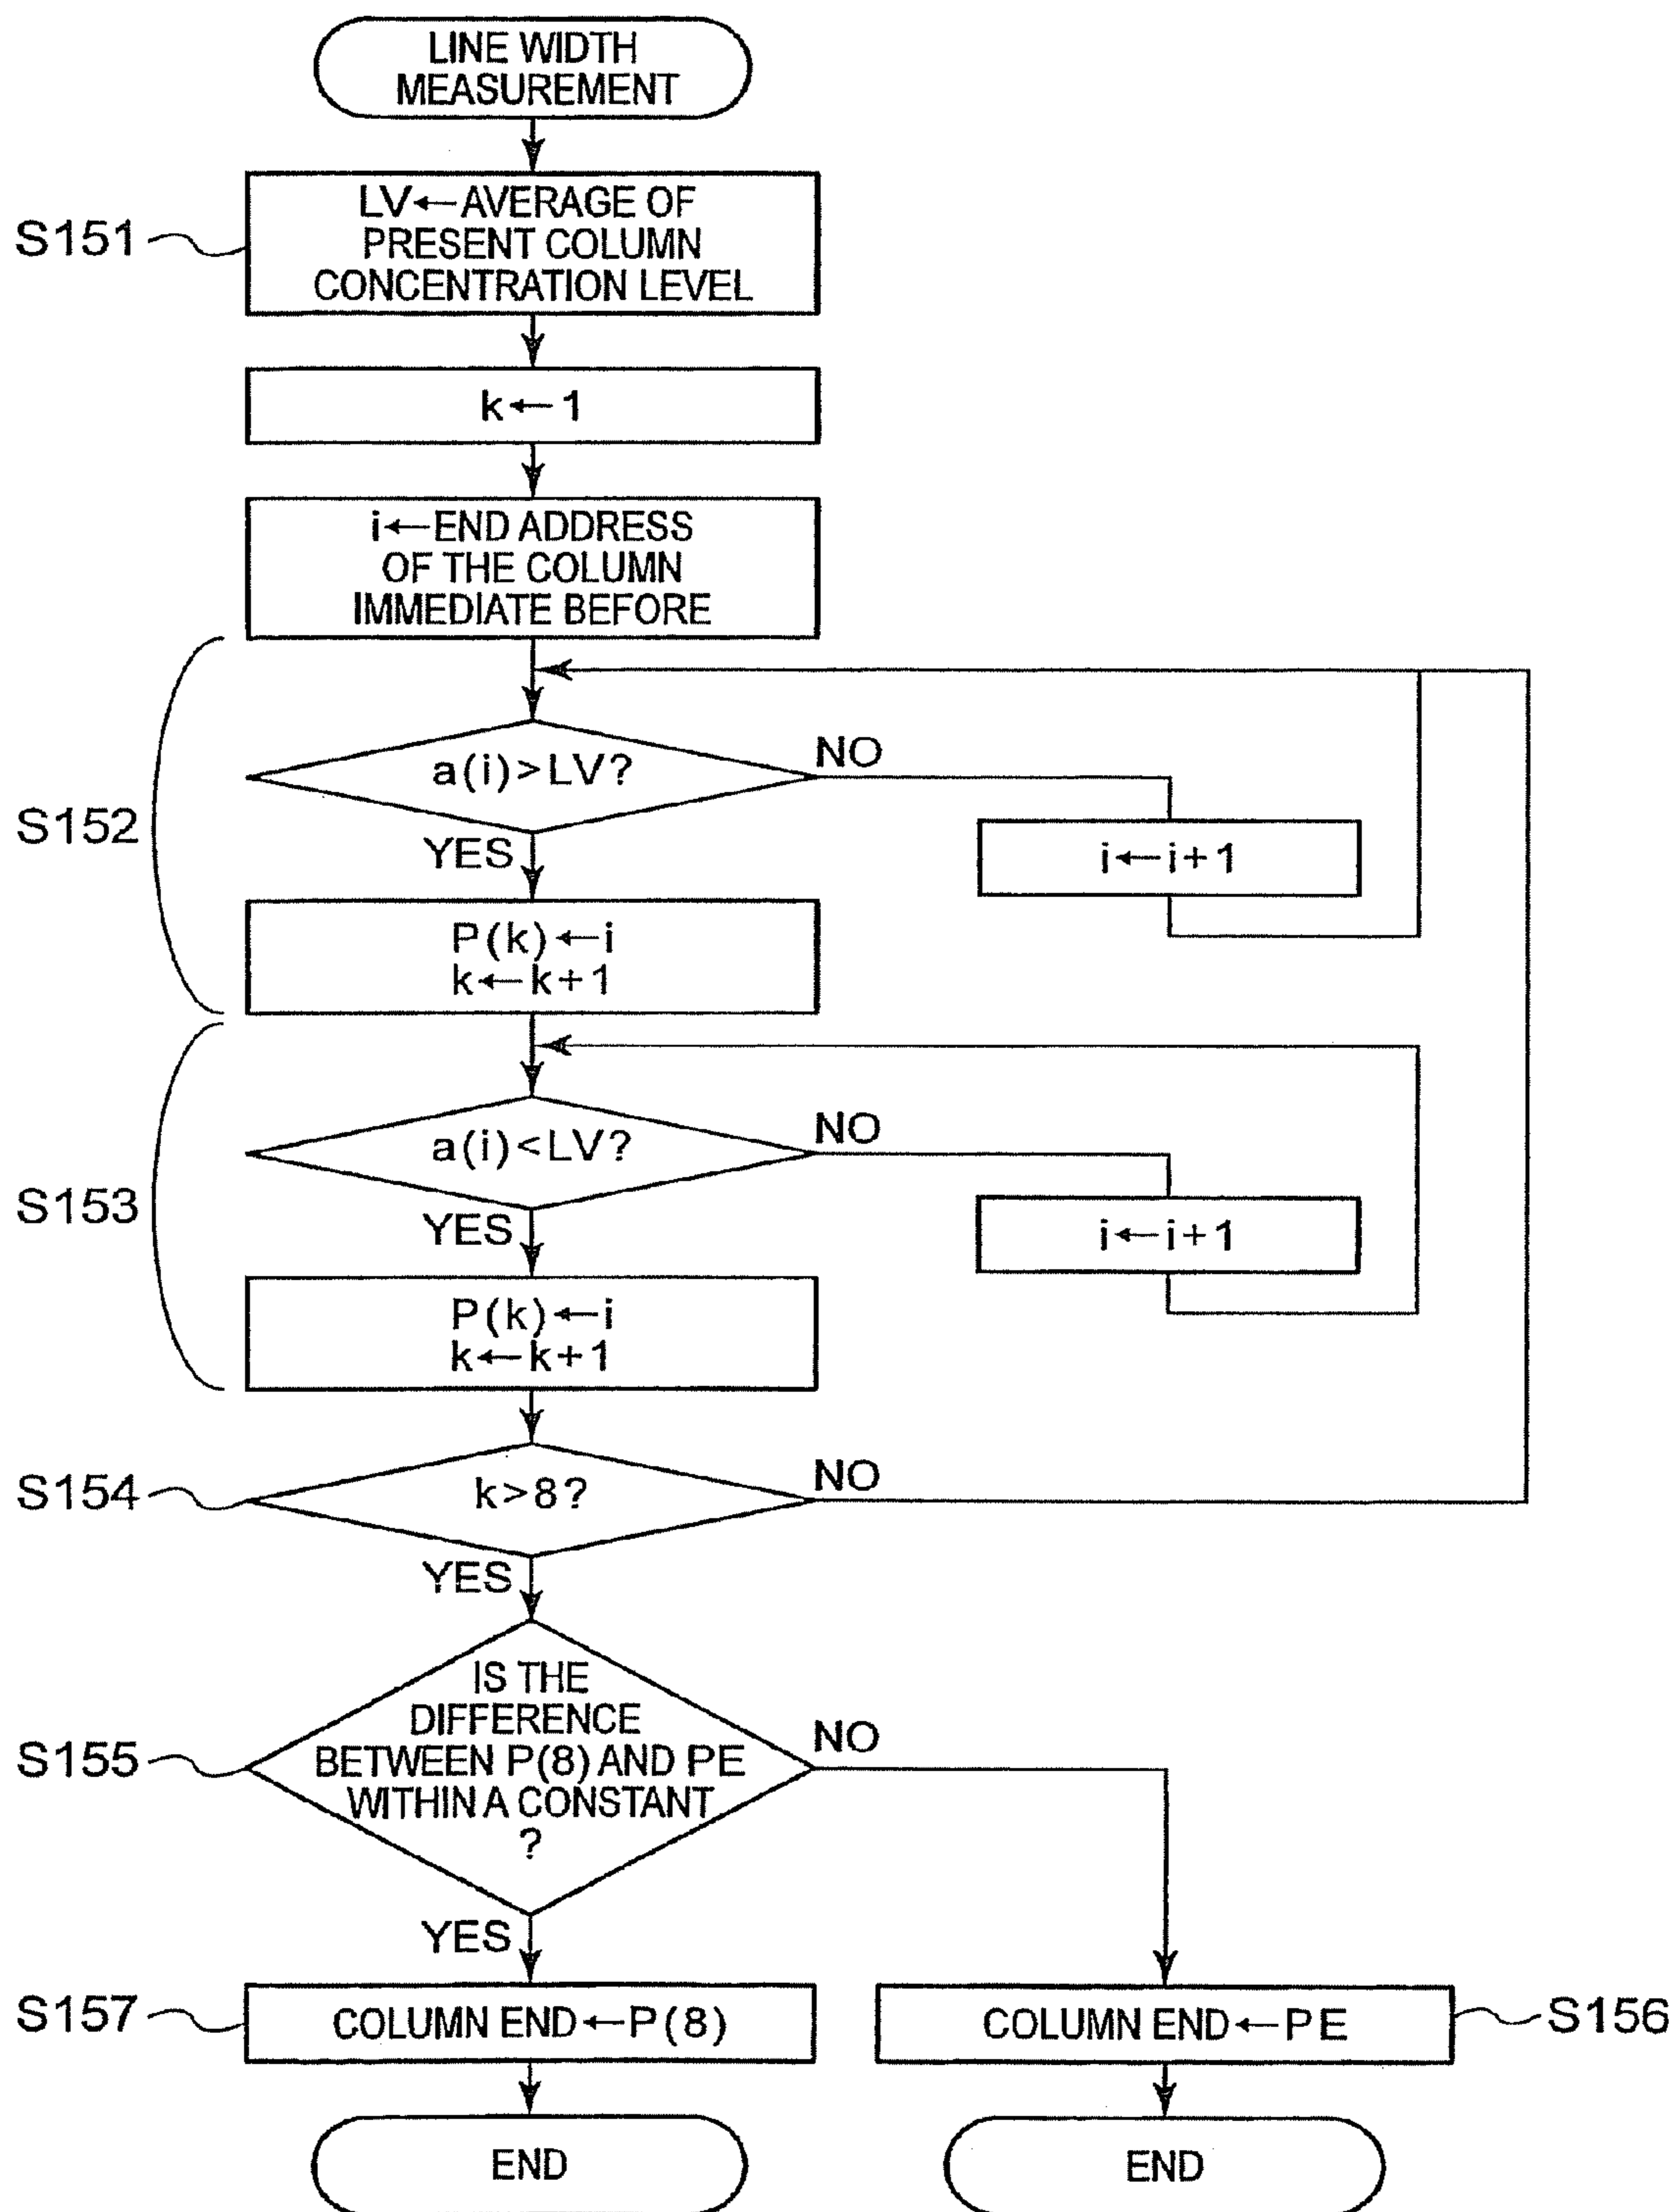 LINE WIDTH
MEASUREMENT
S151
LV←AVERAGE OF
PRESENT COLUMN
CONCENTRATION LEVEL
k←1
i←END ADDRESS
OF THE COLUMN
IMMEDIATE BEFORE
S152
a(i)>LV?
NO
YES
i←i+1
P(k)←i
k←k+1
S153
a(i)<LV?
NO
YES
i←i+1
P(k)←i
k←k+1
S154
k>8?
NO
YES
S155
IS THE
DIFFERENCE
BETWEEN P(8) AND PE
WITHIN A CONSTANT
?
NO
YES
S157
COLUMN END←P(8)
COLUMN END←PE
S156
END
END